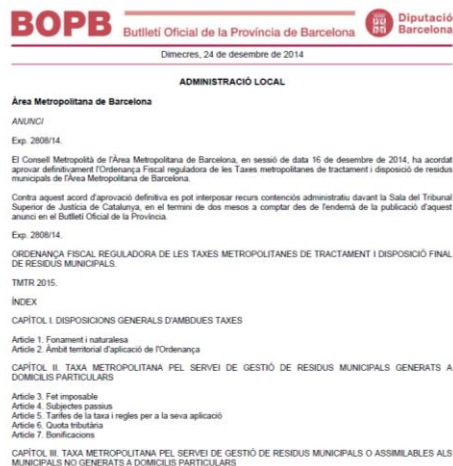 BOPB
Butlletí Oficial de la Província de Barcelona
Diputació
Barcelona
Dimecres, 24 de desembre de 2014
ADMINISTRACIÓ LOCAL
Àrea Metropolitana de Barcelona
ANUNCI
Exp. 2808/14.
El Consell Metropolità de l'Àrea Metropolitana de Barcelona, en sessió de data 16 de desembre de 2014, ha acordat
aprovar definitivament l'Ordenança Fiscal reguladora de les Taxes metropolitanes de tractament i disposició de residus
municipals de l'Àrea Metropolitana de Barcelona.
Contra aquest acord d'aprovació definitiva es pot interposar recurs contenciós administratiu davant la Sala del Tribunal
Superior de Justícia de Catalunya, en el termini de dos mesos a comptar des de l'endemà de la publicació d'aquest
anunci en el Butlletí Oficial de la Província.
Exp. 2808/14.
ORDENANÇA FISCAL REGULADORA DE LES TAXES METROPOLITANES DE TRACTAMENT I DISPOSICIÓ FINAL
DE RESIDUS MUNICIPALS.
TMTR 2015.
ÍNDEX
CAPÍTOL I. DISPOSICIONS GENERALS D'AMBDUES TAXES
Article 1. Fonament i naturalesa
Article 2. Àmbit territorial d'aplicació de l'Ordenança
CAPÍTOL II. TAXA METROPOLITANA PEL SERVEI DE GESTIÓ DE RESIDUS MUNICIPALS GENERATS A
DOMICILIS PARTICULARS
Article 3. Fet imposable
Article 4. Subjectes passius
Article 5. Tarifes de la taxa i regles per a la seva aplicació
Article 6. Quota tributària
Article 7. Bonificacions
CAPÍTOL III. TAXA METROPOLITANA PEL SERVEI DE GESTIÓ DE RESIDUS MUNICIPALS O ASSIMILABLES ALS
MUNICIPALS NO GENERATS A DOMICILIS PARTICULARS